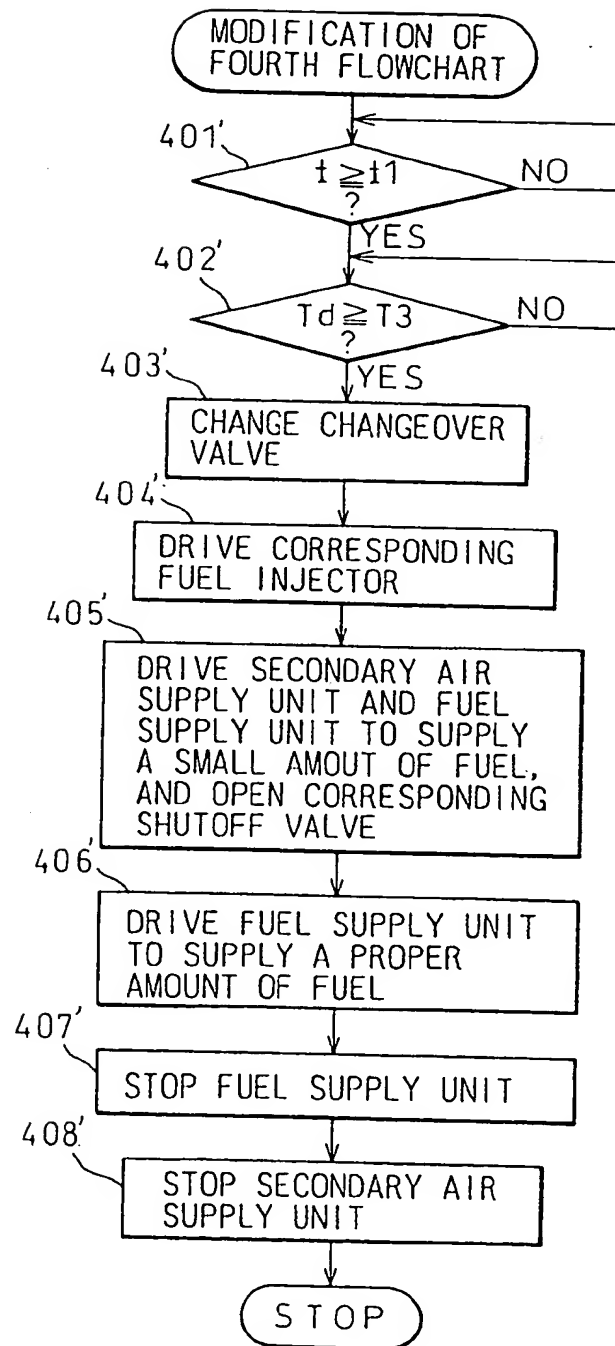 MODIFICATION OF
FOURTH FLOWCHART
401'
t ≧ t1
?
NO
YES
402'
Td ≧ T3
?
NO
YES
403'
CHANGE CHANGEOVER
VALVE
404'
DRIVE CORRESPONDING
FUEL INJECTOR
405'
DRIVE SECONDARY AIR
SUPPLY UNIT AND FUEL
SUPPLY UNIT TO SUPPLY
A SMALL AMOUT OF FUEL,
AND OPEN CORRESPONDING
SHUTOFF VALVE
406'
DRIVE FUEL SUPPLY UNIT
TO SUPPLY A PROPER
AMOUNT OF FUEL
407'
STOP FUEL SUPPLY UNIT
408'
STOP SECONDARY AIR
SUPPLY UNIT
STOP